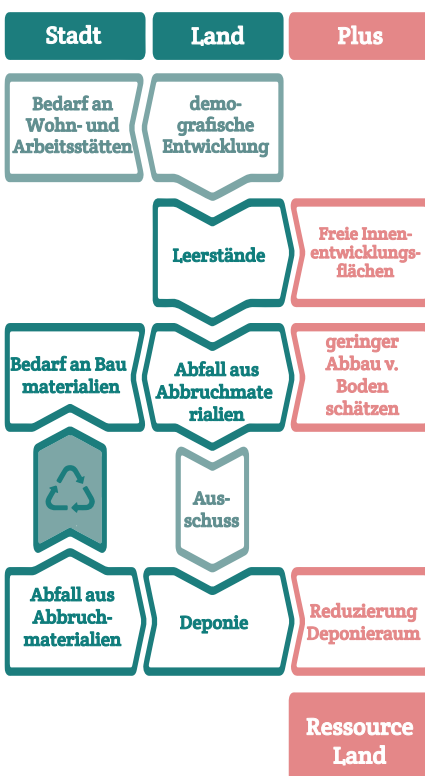 Stadt
Land
Plus
Bedarf an
Wohn- und
Arbeitsstätten
demo-
grafische
Entwicklung
Leerstände
Freie Innen-
entwicklungs-
flächen
Bedarf an Bau
materialien
Abfall aus
Abbruchmate
rialien
geringer
Abbau v.
Boden
schätzen
Aus-
schuss
Abfall aus
Abbruch-
materialien
Deponie
Reduzierung
Deponieraum
Ressource
Land